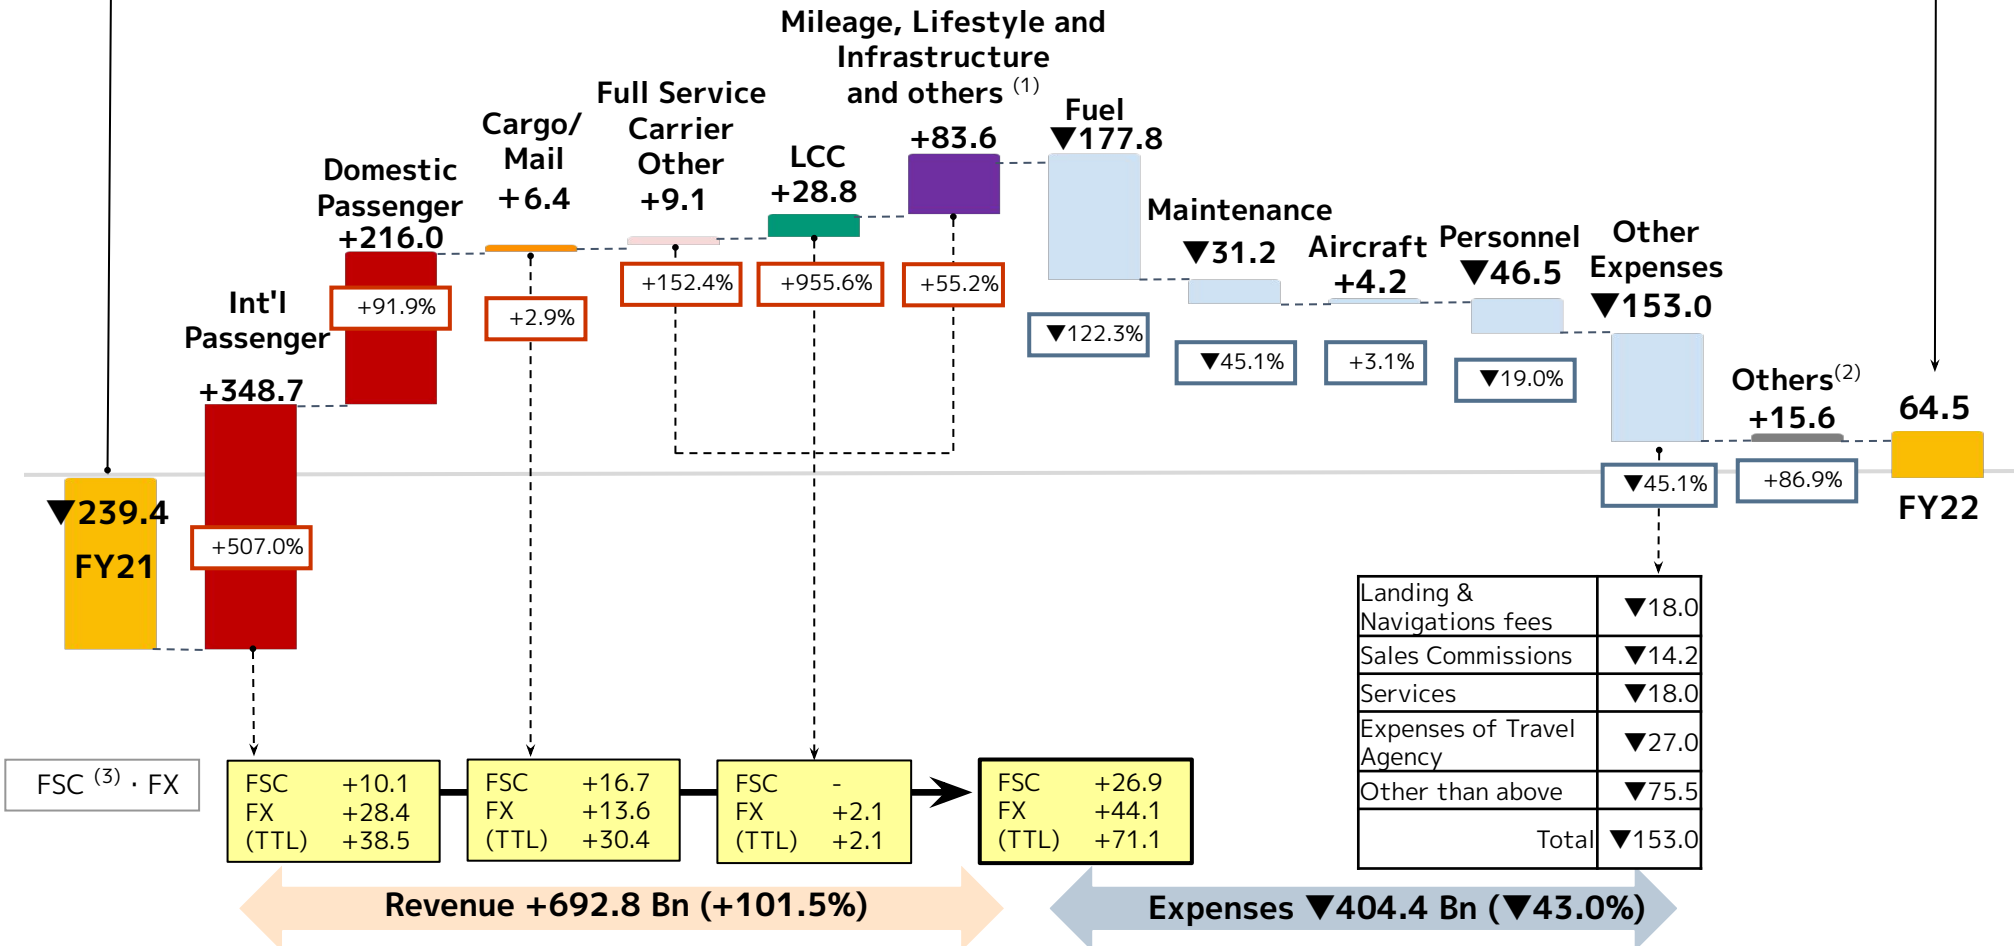 Mileage, Lifestyle and
Infrastructure
and others (1)
+83.6
Full Service
Carrier
Other
+9.1
Fuel
▼177.8
Cargo/
Mail
+6.4
LCC
+28.8
Domestic
Passenger
+216.0
Maintenance
▼31.2
Aircraft
+4.2
Personnel
▼46.5
Other
Expenses
▼153.0
Int'l
Passenger
+348.7
+91.9%
+2.9%
+152.4%
+955.6%
+55.2%
▼122.3%
▼45.1%
+3.1%
▼19.0%
Others(2)
+15.6
64.5
FY22
▼239.4
FY21
+507.0%
▼45.1%
+86.9%
Landing &
Navigations fees ▼18.0
Sales Commissions ▼14.2
Services ▼18.0
Expenses of Travel
Agency ▼27.0
Other than above ▼75.5
Total ▼153.0
FSC (3)・FX
FSC +10.1
FX +28.4
(TTL) +38.5
FSC +16.7
FX +13.6
(TTL) +30.4
FSC -
FX +2.1
(TTL) +2.1
FSC +26.9
FX +44.1
(TTL) +71.1
Revenue +692.8 Bn (+101.5%)
Expenses ▼404.4 Bn (▼43.0%)